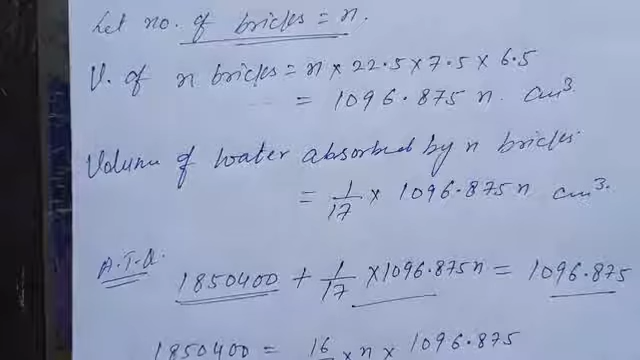 Let no. of bricks = n.
V. of n bricks = n × 22.5 × 7.5 × 6.5
= 1096.875 n cm³
Volume of water absorbed by n bricks
= 1/17 × 1096.875 n cm³.
A.T.Q. 1850400 + 1/17 × 1096.875 n = 1096.875
1850400 = 16 × n × 1096.875